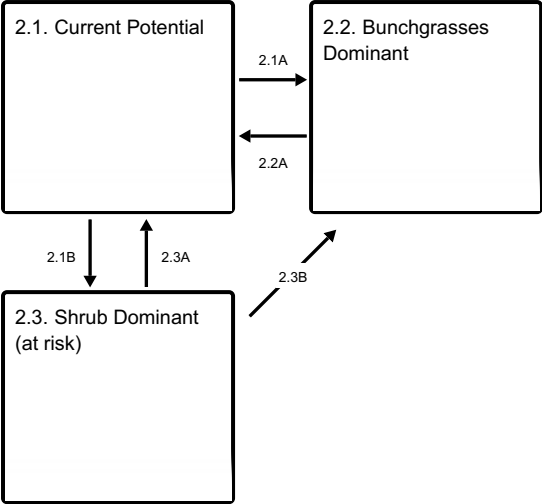 2.1. Current Potential
2.2. Bunchgrasses
Dominant
2.1A
2.2A
2.1B
2.3A
2.3B
2.3. Shrub Dominant
(at risk)